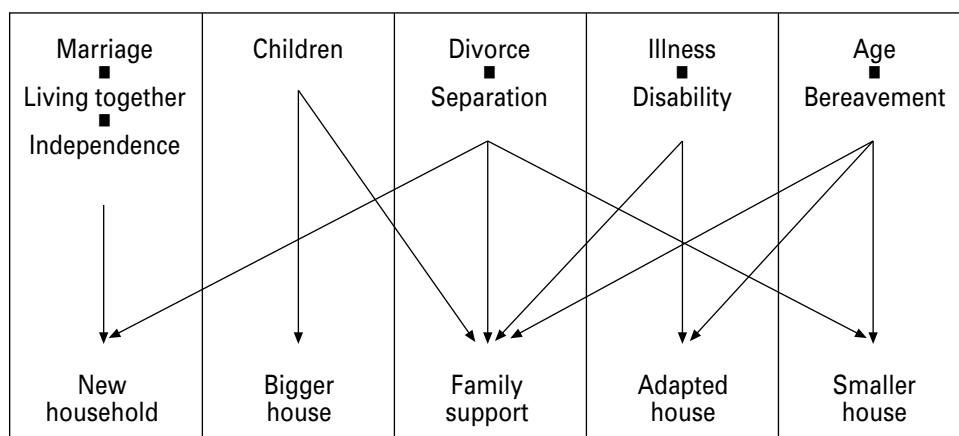 Marriage
Living together
Independence
Children
Divorce
Separation
Illness
Disability
Age
Bereavement
New
household
Bigger
house
Family
support
Adapted
house
Smaller
house